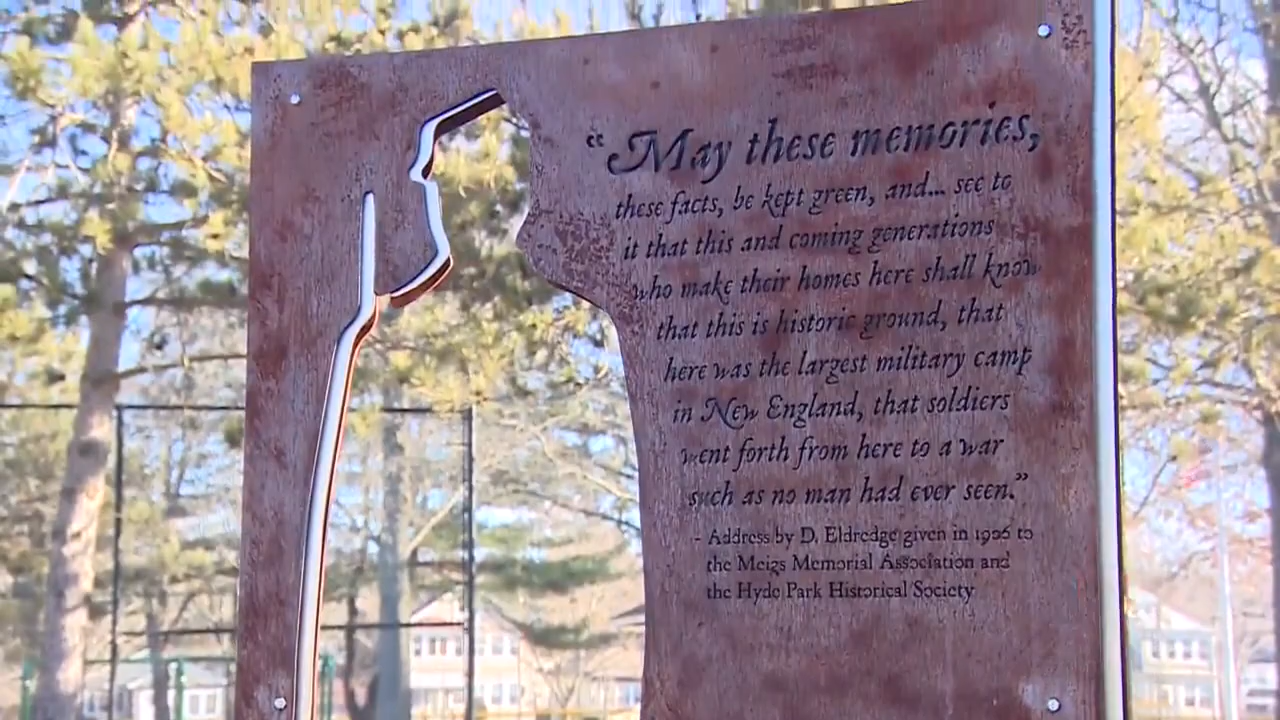 “May these memories,
these facts, be kept green, and... see to
it that this and coming generations
who make their homes here shall know
that this is historic ground, that
here was the largest military camp
in New England, that soldiers
went forth from here to a war
such as no man had ever seen.”
- Address by D. Eldredge given in 1906 to
the Meigs Memorial Association and
the Hyde Park Historical Society